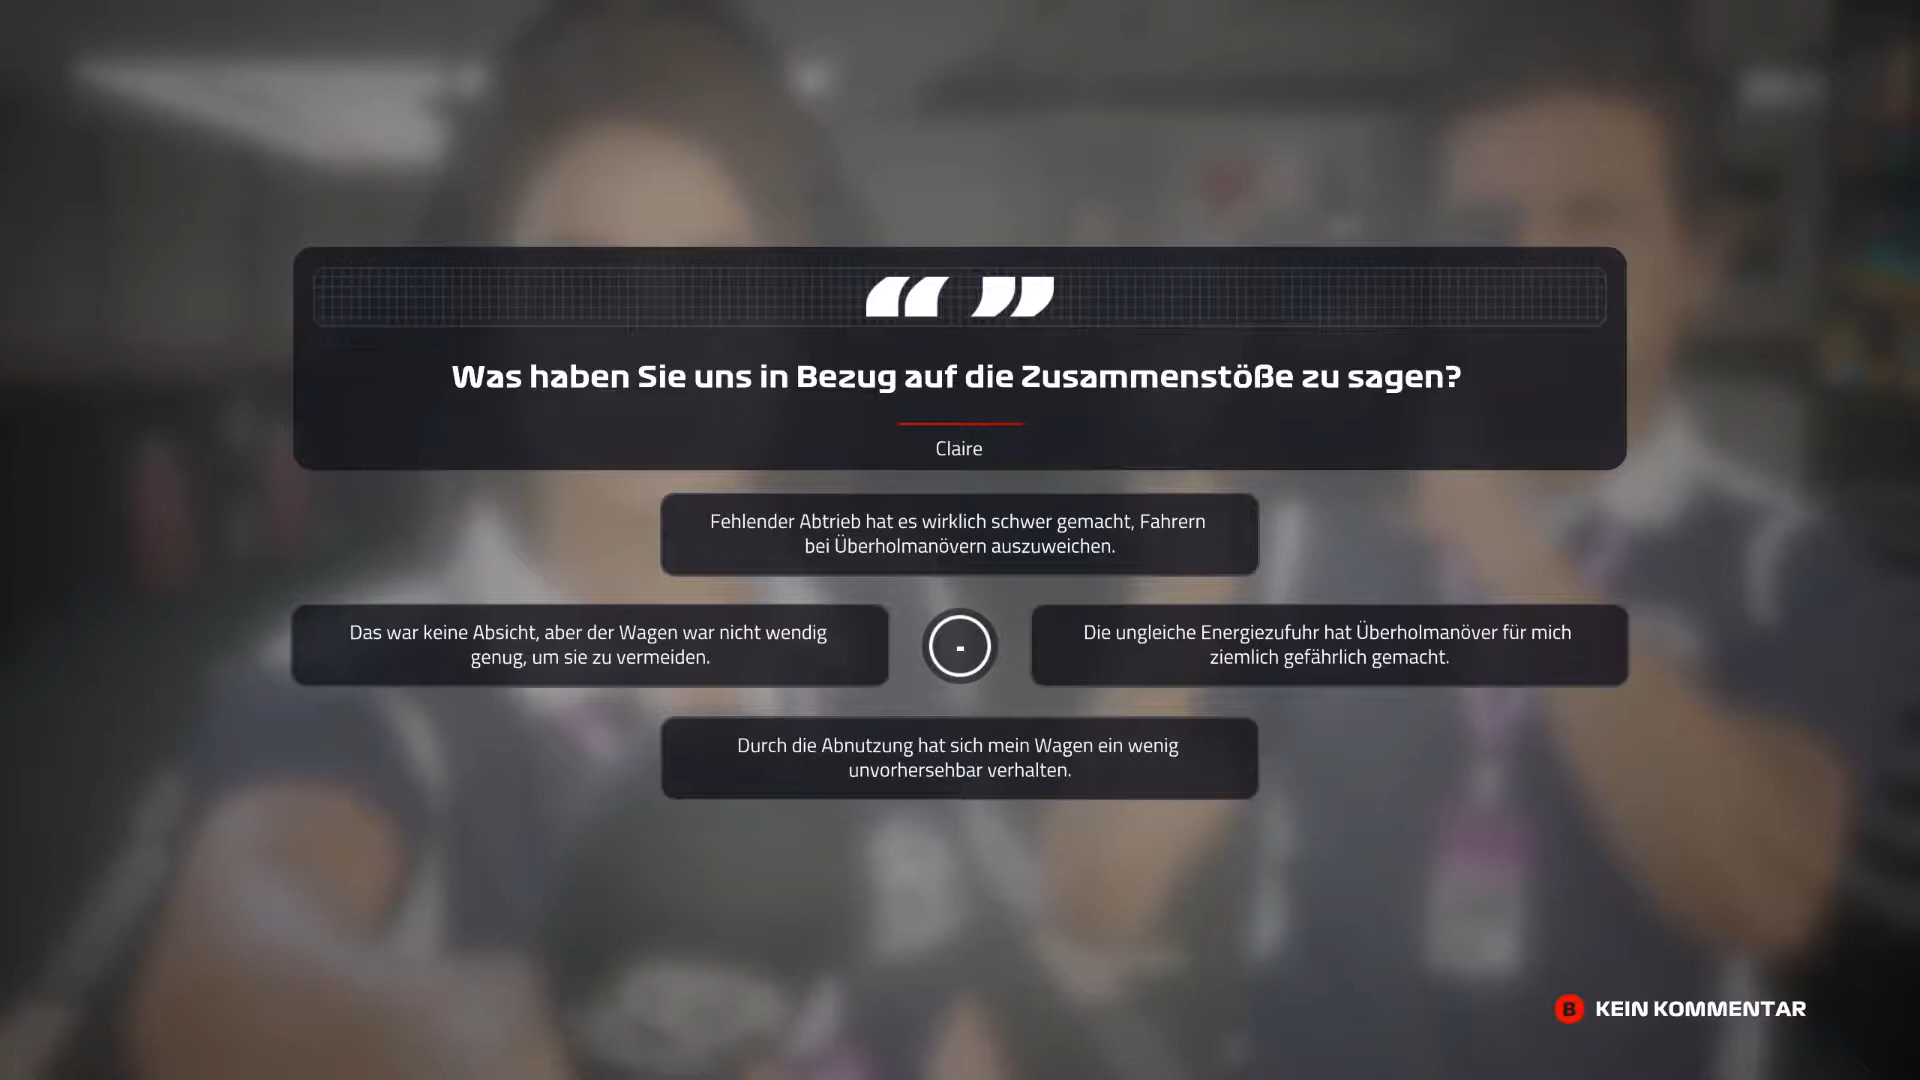 “ ”
Was haben Sie uns in Bezug auf die Zusammenstöße zu sagen?
Claire
Fehlender Abtrieb hat es wirklich schwer gemacht, Fahrern
bei Überholmanövern auszuweichen.
Das war keine Absicht, aber der Wagen war nicht wendig
genug, um sie zu vermeiden.
-
Die ungleiche Energiezufuhr hat Überholmanöver für mich
ziemlich gefährlich gemacht.
Durch die Abnutzung hat sich mein Wagen ein wenig
unvorhersehbar verhalten.
B KEIN KOMMENTAR